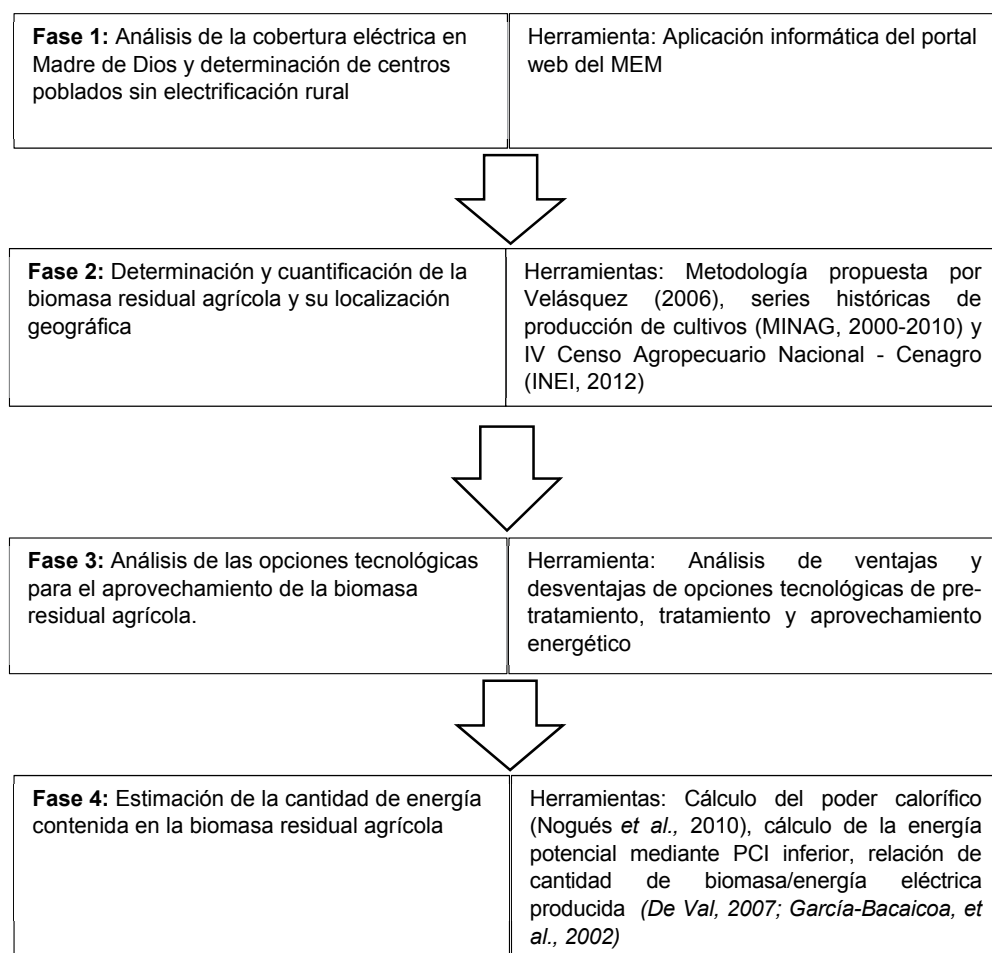 Fase 1: Análisis de la cobertura eléctrica en
Madre de Dios y determinación de centros
poblados sin electrificación rural
Herramienta: Aplicación informática del portal
web del MEM
Fase 2: Determinación y cuantificación de la
biomasa residual agrícola y su localización
geográfica
Herramientas: Metodología propuesta por
Velásquez (2006), series históricas de
producción de cultivos (MINAG, 2000-2010) y
IV Censo Agropecuario Nacional - Cenagro
(INEI, 2012)
Fase 3: Análisis de las opciones tecnológicas
para el aprovechamiento de la biomasa
residual agrícola.
Herramienta: Análisis de ventajas y
desventajas de opciones tecnológicas de pre-
tratamiento, tratamiento y aprovechamiento
energético
Fase 4: Estimación de la cantidad de energía
contenida en la biomasa residual agrícola
Herramientas: Cálculo del poder calorífico
(Nogués et al., 2010), cálculo de la energía
potencial mediante PCI inferior, relación de
cantidad de biomasa/energía eléctrica
producida (De Val, 2007; García-Bacaicoa, et
al., 2002)